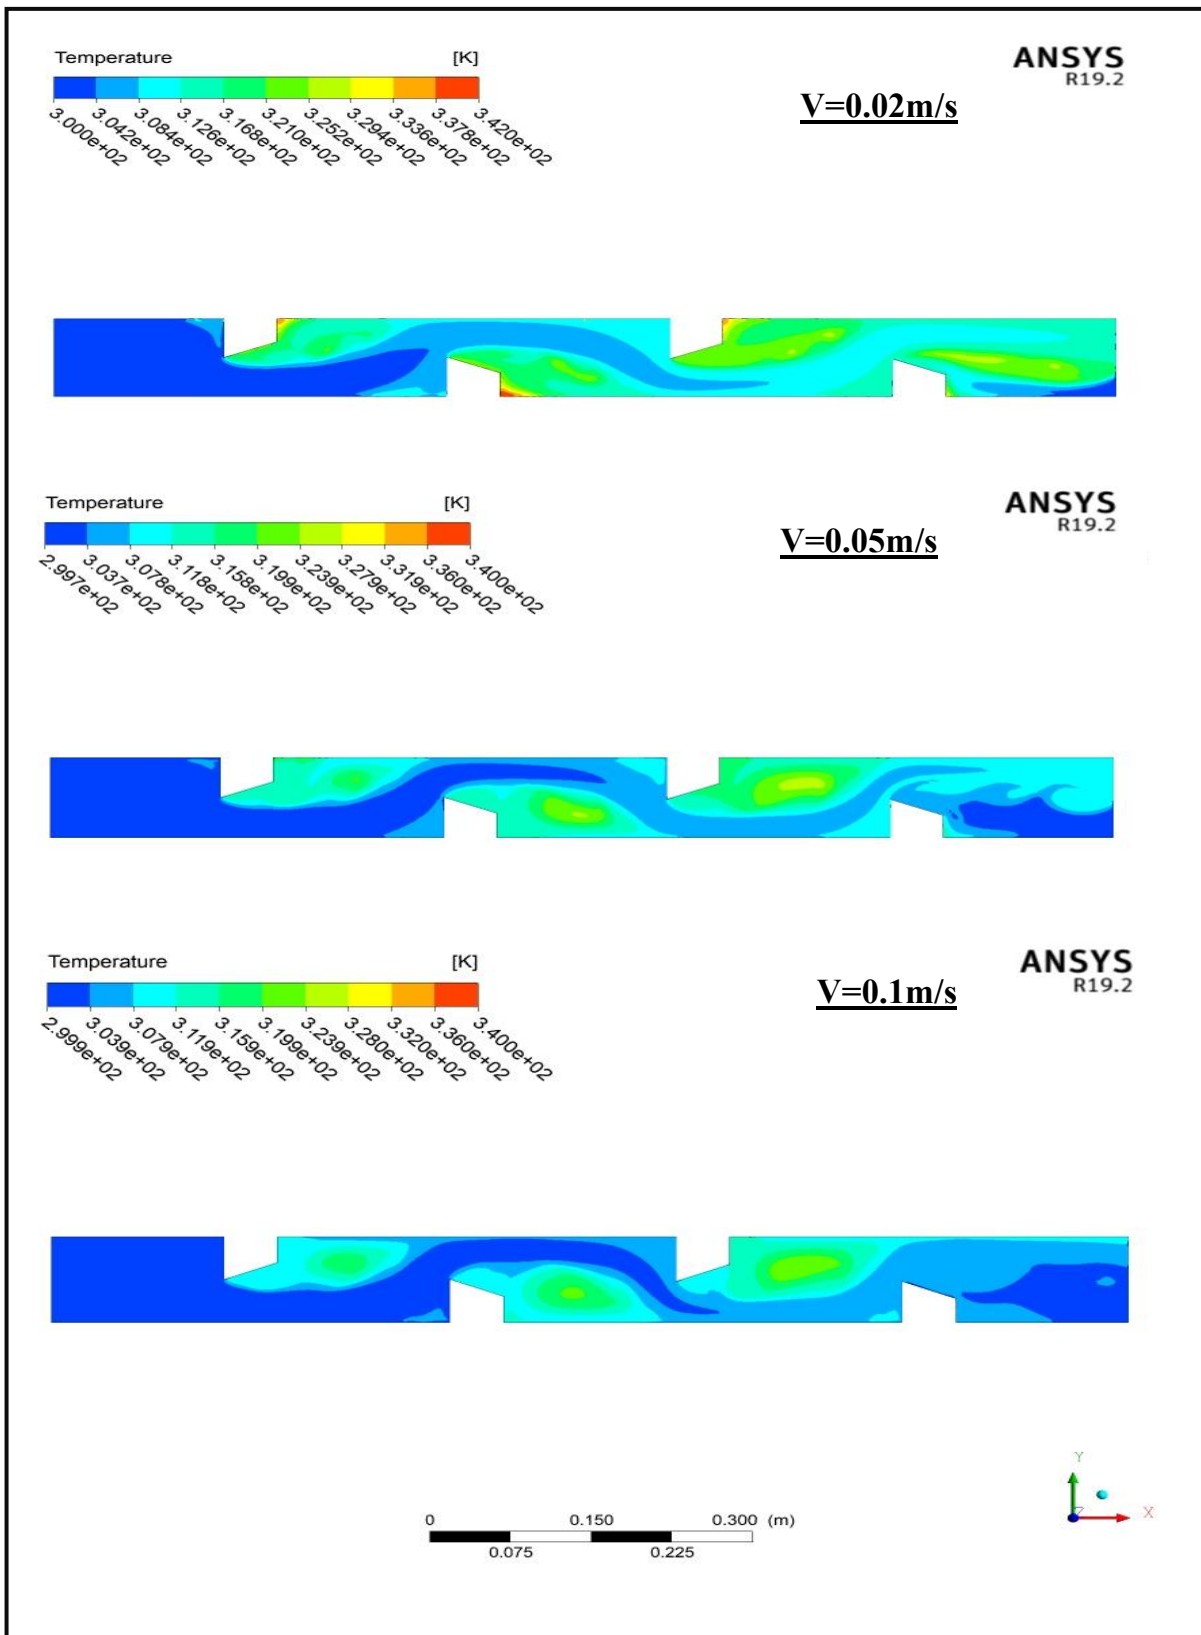 Temperature [K]
ANSYS
R19.2
V=0.02m/s
3.000e+02
3.042e+02
3.084e+02
3.126e+02
3.168e+02
3.210e+02
3.252e+02
3.294e+02
3.336e+02
3.378e+02
3.420e+02
Temperature [K]
ANSYS
R19.2
V=0.05m/s
2.997e+02
3.037e+02
3.078e+02
3.118e+02
3.158e+02
3.199e+02
3.239e+02
3.279e+02
3.319e+02
3.360e+02
3.400e+02
Temperature [K]
ANSYS
R19.2
V=0.1m/s
2.999e+02
3.039e+02
3.079e+02
3.119e+02
3.159e+02
3.199e+02
3.239e+02
3.280e+02
3.320e+02
3.360e+02
3.400e+02
Y
X
Z
0 0.150 0.300 (m)
0.075 0.225